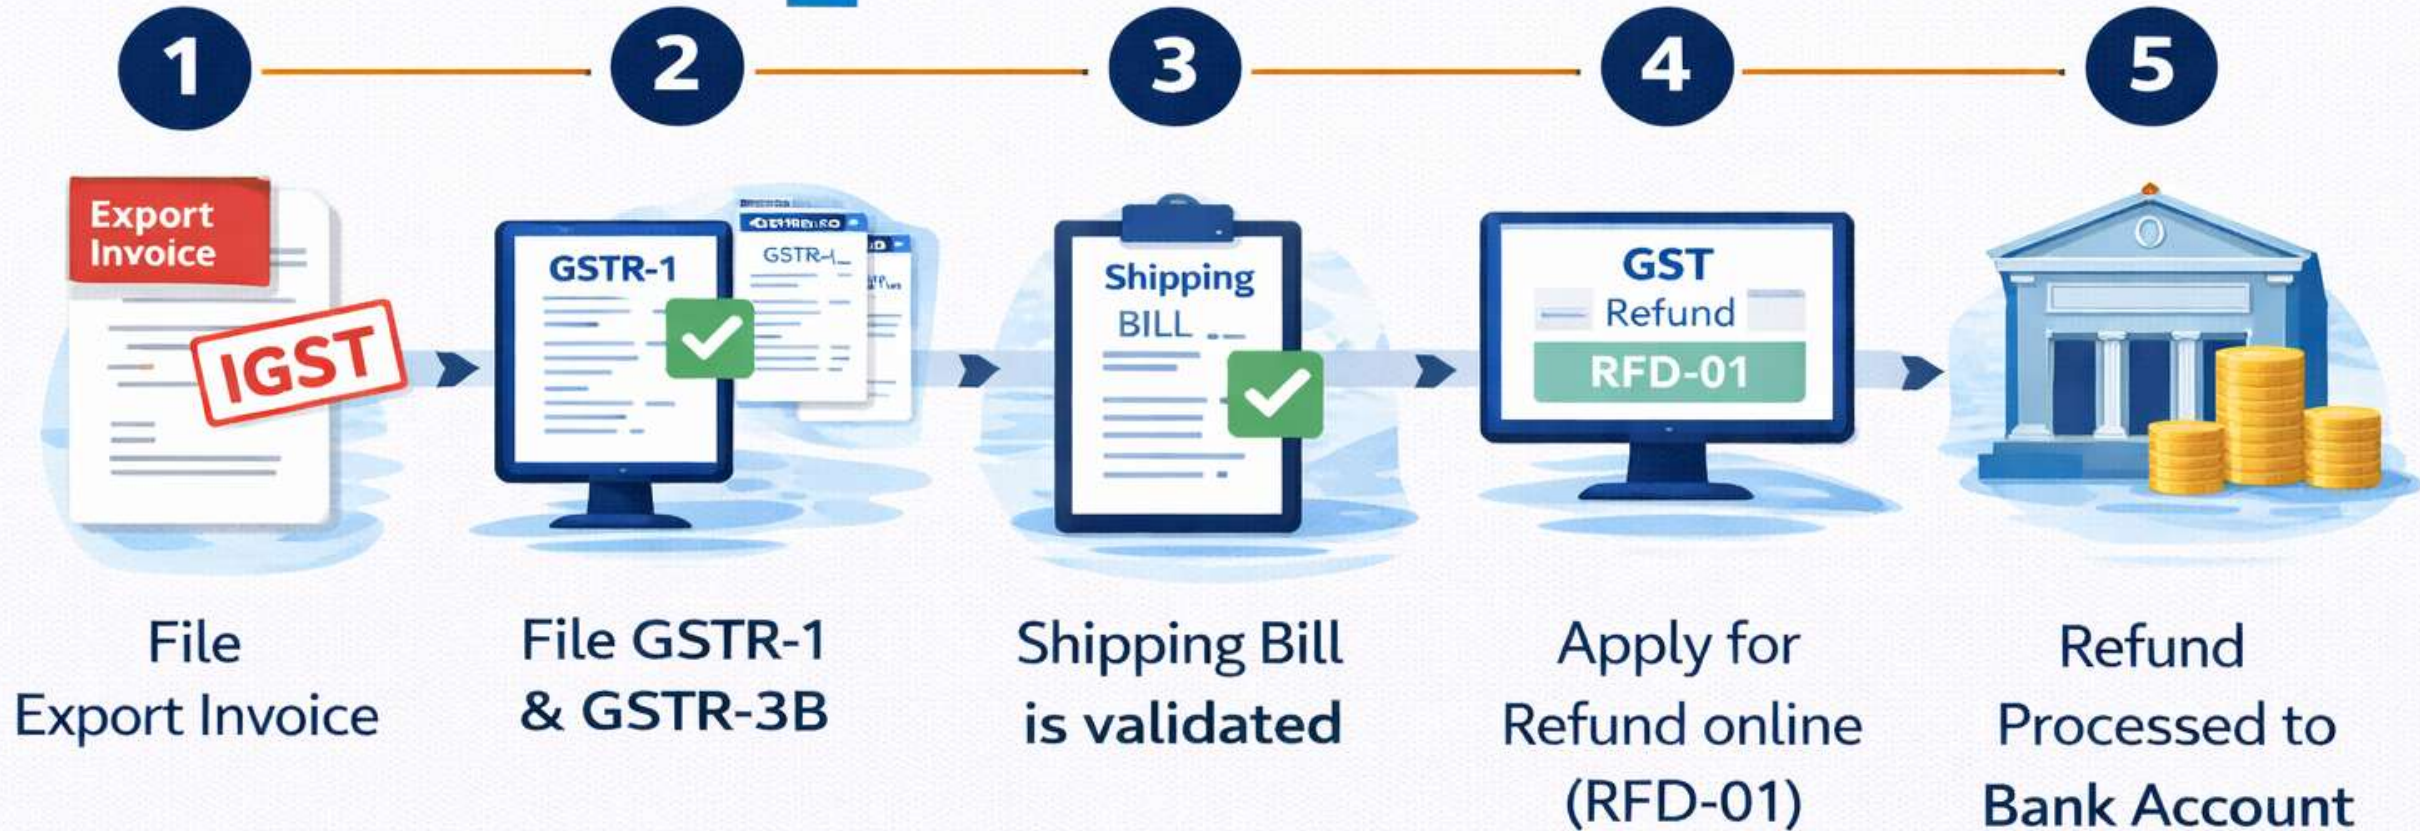 1
2
3
4
5
Export
Invoice
IGST
GSTR-1
GSTR-
Shipping
BILL
GST
Refund
RFD-01
File
Export Invoice
File GSTR-1
& GSTR-3B
Shipping Bill
is validated
Apply for
Refund online
(RFD-01)
Refund
Processed to
Bank Account